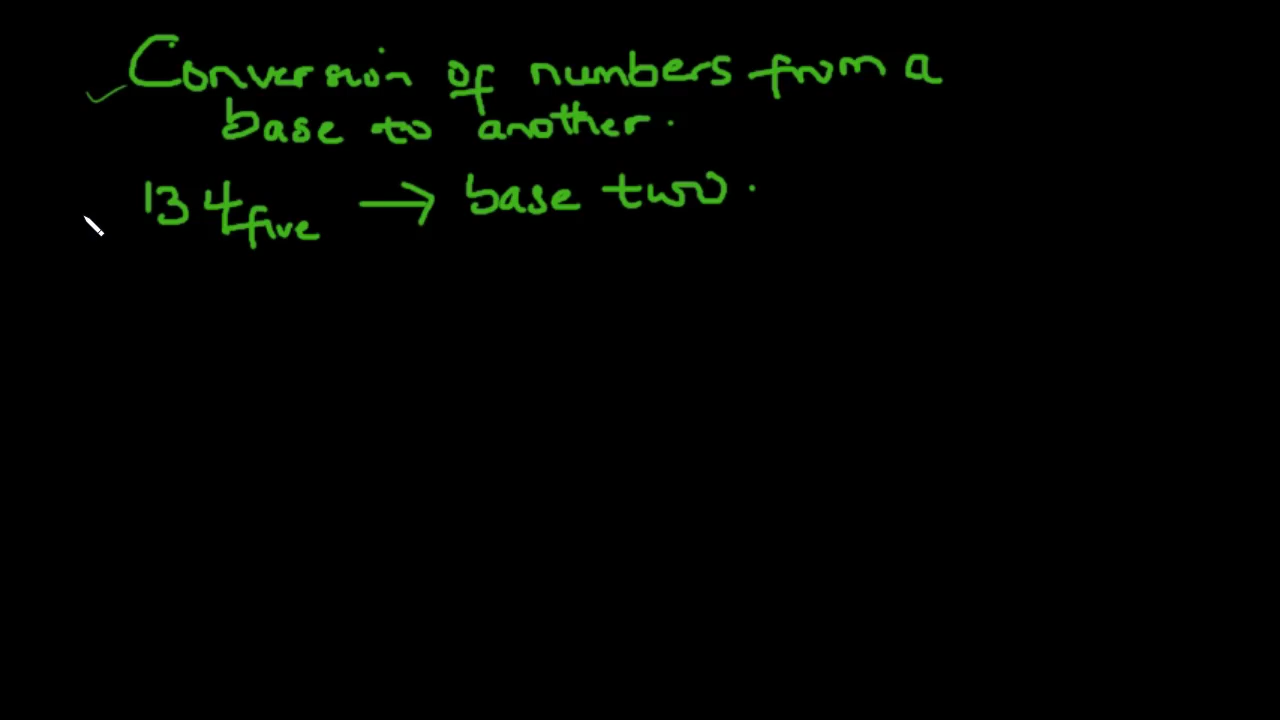 Conversion of numbers from a
base to another.
134five → base two.